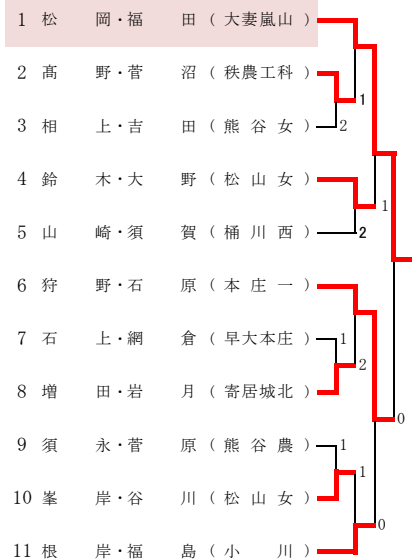 1 松 岡・福 田 ( 大妻嵐山 )
2 髙 野・菅 沼 ( 秩農工科 )
1
3 相 上・吉 田 ( 熊 谷 女 ) 2
4 鈴 木・大 野 ( 松 山 女 )
1
5 山 崎・須 賀 ( 桶 川 西 ) 2
6 狩 野・石 原 ( 本 庄 一 )
7 石 上・網 倉 ( 早大本庄 ) 1
2
8 増 田・岩 月 ( 寄居城北 )
0
9 須 永・菅 原 ( 熊 谷 農 ) 1
1
10 峯 岸・谷 川 ( 松 山 女 )
0
11 根 岸・福 島 ( 小 川 )